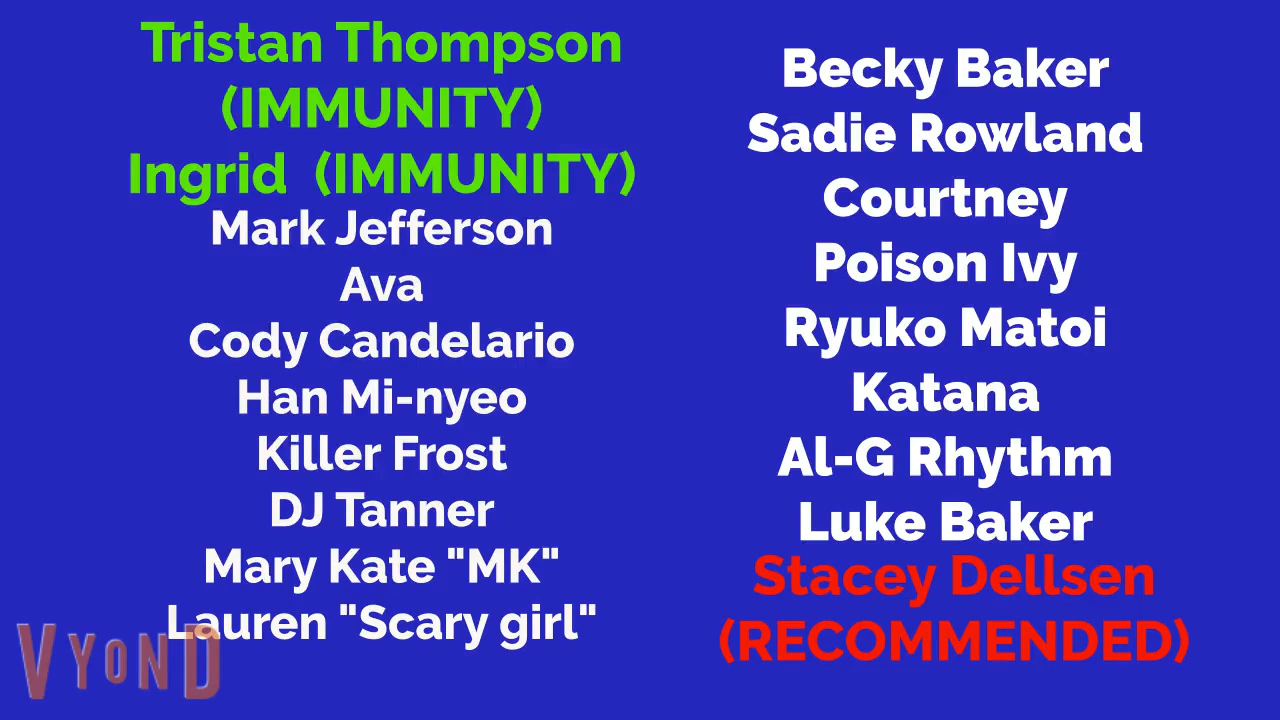 Tristan Thompson
(IMMUNITY)
Ingrid (IMMUNITY)
Mark Jefferson
Ava
Cody Candelario
Han Mi-nyeo
Killer Frost
DJ Tanner
Mary Kate "MK"
Lauren "Scary girl"
Becky Baker
Sadie Rowland
Courtney
Poison Ivy
Ryuko Matoi
Katana
Al-G Rhythm
Luke Baker
Stacey Dellsen
(RECOMMENDED)
VYOND